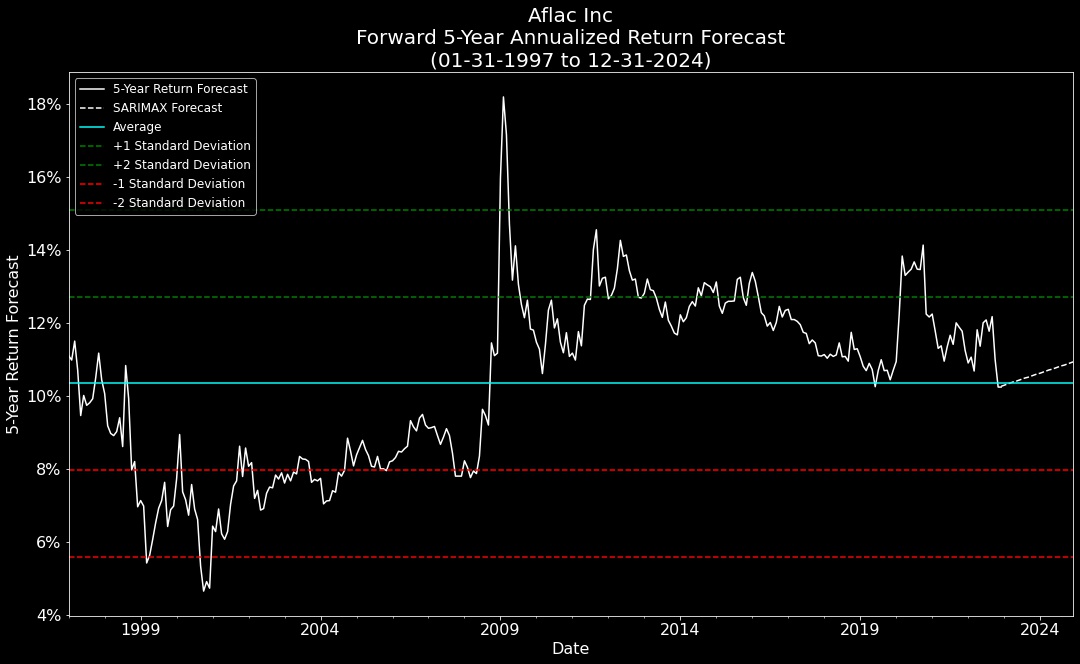 Aflac Inc
Forward 5-Year Annualized Return Forecast
(01-31-1997 to 12-31-2024)
5-Year Return Forecast
SARIMAX Forecast
Average
+1 Standard Deviation
+2 Standard Deviation
-1 Standard Deviation
-2 Standard Deviation
18%
16%
14%
12%
10%
8%
6%
4%
5-Year Return Forecast
1999 2004 2009 2014 2019 2024
Date